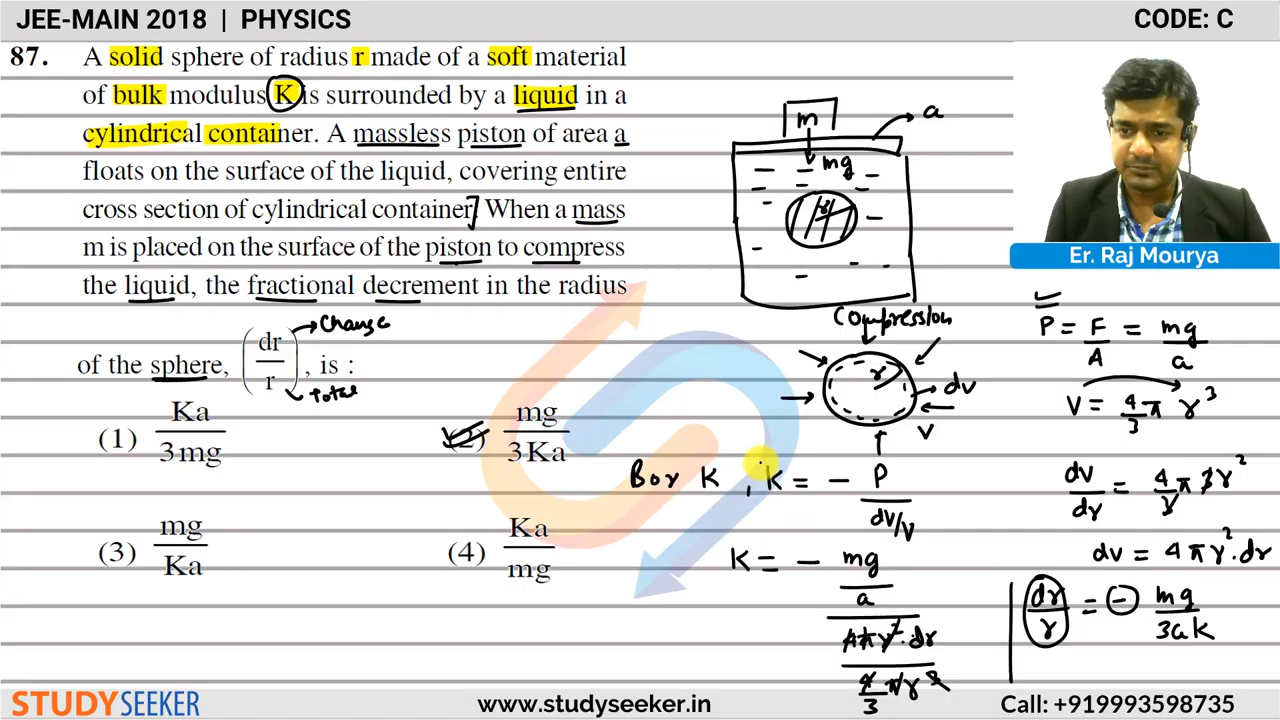 JEE-MAIN 2018 | PHYSICS
CODE: C
87. A solid sphere of radius r made of a soft material
of bulk modulus K is surrounded by a liquid in a
cylindrical container. A massless piston of area a
floats on the surface of the liquid, covering entire
cross section of cylindrical container. When a mass
m is placed on the surface of the piston to compress
the liquid, the fractional decrement in the radius
of the sphere, (dr/r), is :
Change
total
(1) Ka/3mg
(2) mg/3Ka
(3) mg/Ka
(4) Ka/mg
m
a
mg
r
Compression
r
dv
V
B or K , K = - P/(dV/V)
K = - (mg/a)/((4πr².dr)/(4/3 πr³))
Er. Raj Mourya
P = F/A = mg/a
V = 4/3 π r³
dv/dr = 4/3 π 3r²
dv = 4πr².dr
dr/r = - mg/3ak
STUDYSEEKER
www.studyseeker.in
Call: +919993598735